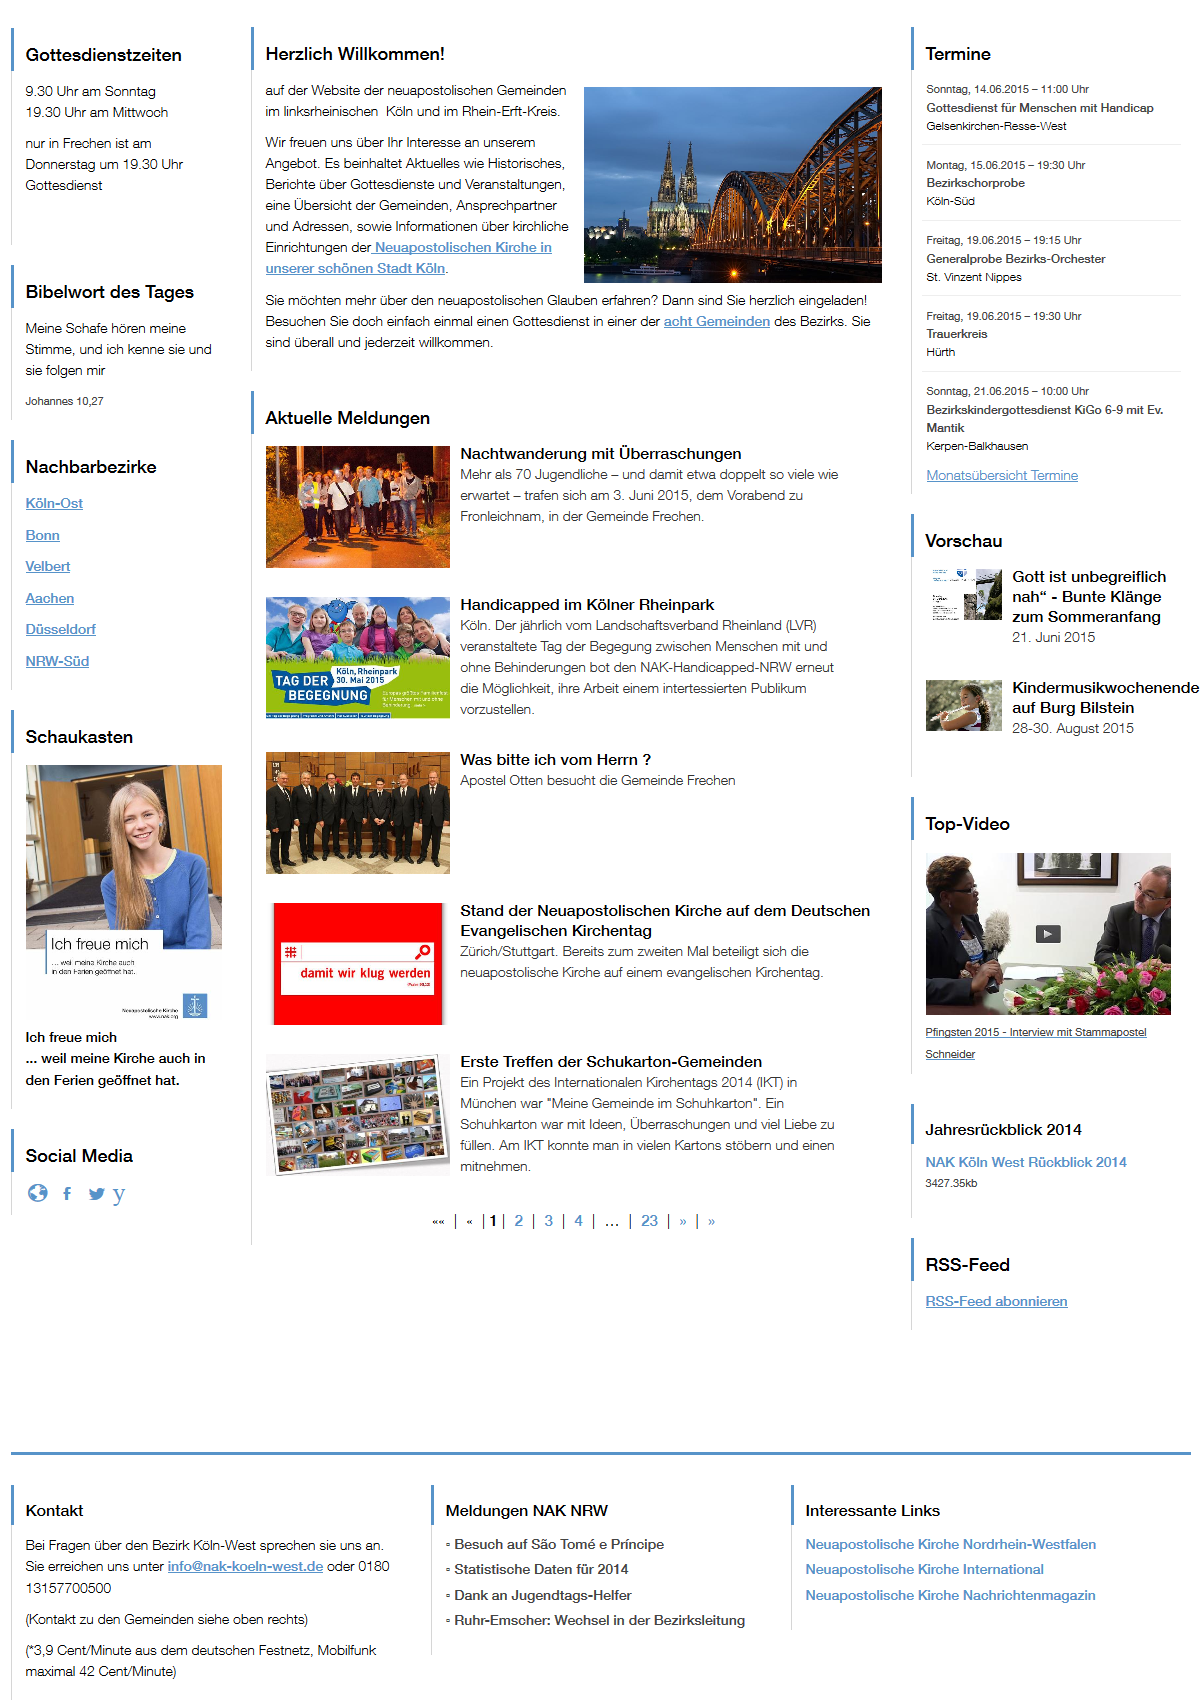 Gottesdienstzeiten
9.30 Uhr am Sonntag
19.30 Uhr am Mittwoch
nur in Frechen ist am
Donnerstag um 19.30 Uhr
Gottesdienst
Bibelwort des Tages
Meine Schafe hören meine
Stimme, und ich kenne sie und
sie folgen mir
Johannes 10,27
Nachbarbezirke
Köln-Ost
Bonn
Velbert
Aachen
Düsseldorf
NRW-Süd
Schaukasten
Ich freue mich
... weil meine Kirche auch
in den Ferien geöffnet hat.
Neuapostolische Kirche
www.nak.org
Ich freue mich
... weil meine Kirche auch in
den Ferien geöffnet hat.
Social Media
Herzlich Willkommen!
auf der Website der neuapostolischen Gemeinden
im linksrheinischen  Köln und im Rhein-Erft-Kreis.
Wir freuen uns über Ihr Interesse an unserem
Angebot. Es beinhaltet Aktuelles wie Historisches,
Berichte über Gottesdienste und Veranstaltungen,
eine Übersicht der Gemeinden, Ansprechpartner
und Adressen, sowie Informationen über kirchliche
Einrichtungen der Neuapostolischen Kirche in
unserer schönen Stadt Köln.
Sie möchten mehr über den neuapostolischen Glauben erfahren? Dann sind Sie herzlich eingeladen!
Besuchen Sie doch einfach einmal einen Gottesdienst in einer der acht Gemeinden des Bezirks. Sie
sind überall und jederzeit willkommen.
Aktuelle Meldungen
Nachtwanderung mit Überraschungen
Mehr als 70 Jugendliche – und damit etwa doppelt so viele wie
erwartet – trafen sich am 3. Juni 2015, dem Vorabend zu
Fronleichnam, in der Gemeinde Frechen.
TAG DER
BEGEGNUNG
Köln, Rheinpark
30. Mai 2015
Handicapped im Kölner Rheinpark
Köln. Der jährlich vom Landschaftsverband Rheinland (LVR)
veranstaltete Tag der Begegung zwischen Menschen mit und
ohne Behinderungen bot den NAK-Handicapped-NRW erneut
die Möglichkeit, ihre Arbeit einem intertessierten Publikum
vorzustellen.
Was bitte ich vom Herrn ?
Apostel Otten besucht die Gemeinde Frechen
damit wir klug werden
Stand der Neuapostolischen Kirche auf dem Deutschen
Evangelischen Kirchentag
Zürich/Stuttgart. Bereits zum zweiten Mal beteiligt sich die
neuapostolische Kirche auf einem evangelischen Kirchentag.
Erste Treffen der Schukarton-Gemeinden
Ein Projekt des Internationalen Kirchentags 2014 (IKT) in
München war "Meine Gemeinde im Schuhkarton". Ein
Schuhkarton war mit Ideen, Überraschungen und viel Liebe zu
füllen. Am IKT konnte man in vielen Kartons stöbern und einen
mitnehmen.
«« | « | 1 | 2 | 3 | 4 | … | 23 | » | »
Termine
Sonntag, 14.06.2015 – 11:00 Uhr
Gottesdienst für Menschen mit Handicap
Gelsenkirchen-Resse-West
Montag, 15.06.2015 – 19:30 Uhr
Bezirkschorprobe
Köln-Süd
Freitag, 19.06.2015 – 19:15 Uhr
Generalprobe Bezirks-Orchester
St. Vinzent Nippes
Freitag, 19.06.2015 – 19:30 Uhr
Trauerkreis
Hürth
Sonntag, 21.06.2015 – 10:00 Uhr
Bezirkskindergottesdienst KiGo 6-9 mit Ev.
Mantik
Kerpen-Balkhausen
Monatsübersicht Termine
Vorschau
Gott ist unbegreiflich
nah“ - Bunte Klänge
zum Sommeranfang
21. Juni 2015
Kindermusikwochenende
auf Burg Bilstein
28-30. August 2015
Top-Video
Pfingsten 2015 - Interview mit Stammapostel
Schneider
Jahresrückblick 2014
NAK Köln West Rückblick 2014
3427.35kb
RSS-Feed
RSS-Feed abonnieren
Kontakt
Bei Fragen über den Bezirk Köln-West sprechen sie uns an.
Sie erreichen uns unter info@nak-koeln-west.de oder 0180
13157700500
(Kontakt zu den Gemeinden siehe oben rechts)
(*3,9 Cent/Minute aus dem deutschen Festnetz, Mobilfunk
maximal 42 Cent/Minute)
Meldungen NAK NRW
▫ Besuch auf São Tomé e Príncipe
▫ Statistische Daten für 2014
▫ Dank an Jugendtags-Helfer
▫ Ruhr-Emscher: Wechsel in der Bezirksleitung
Interessante Links
Neuapostolische Kirche Nordrhein-Westfalen
Neuapostolische Kirche International
Neuapostolische Kirche Nachrichtenmagazin